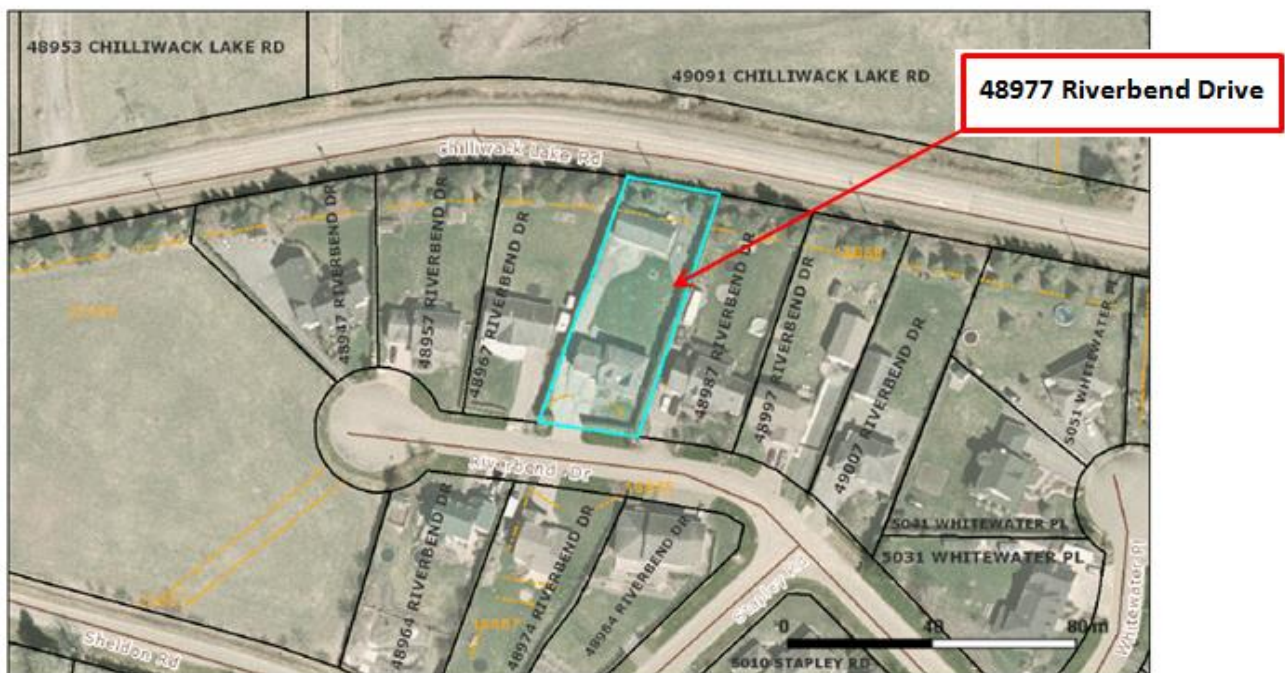 48953 CHILLIWACK LAKE RD
49091 CHILLIWACK LAKE RD
48977 Riverbend Drive
Chilliwack Lake Rd
48947 RIVERBEND DR
48957 RIVERBEND DR
48967 RIVERBEND DR
48987 RIVERBEND DR
48997 RIVERBEND DR
49007 RIVERBEND DR
5051 WHITEWATER PL
Riverbend Dr
5041 WHITEWATER PL
5031 WHITEWATER PL
48964 RIVERBEND DR
48974 RIVERBEND DR
48984 RIVERBEND DR
Stapley Rd
Whitewater Pl
Sheldon Rd
0 40 80 m
5010 STAPLEY RD